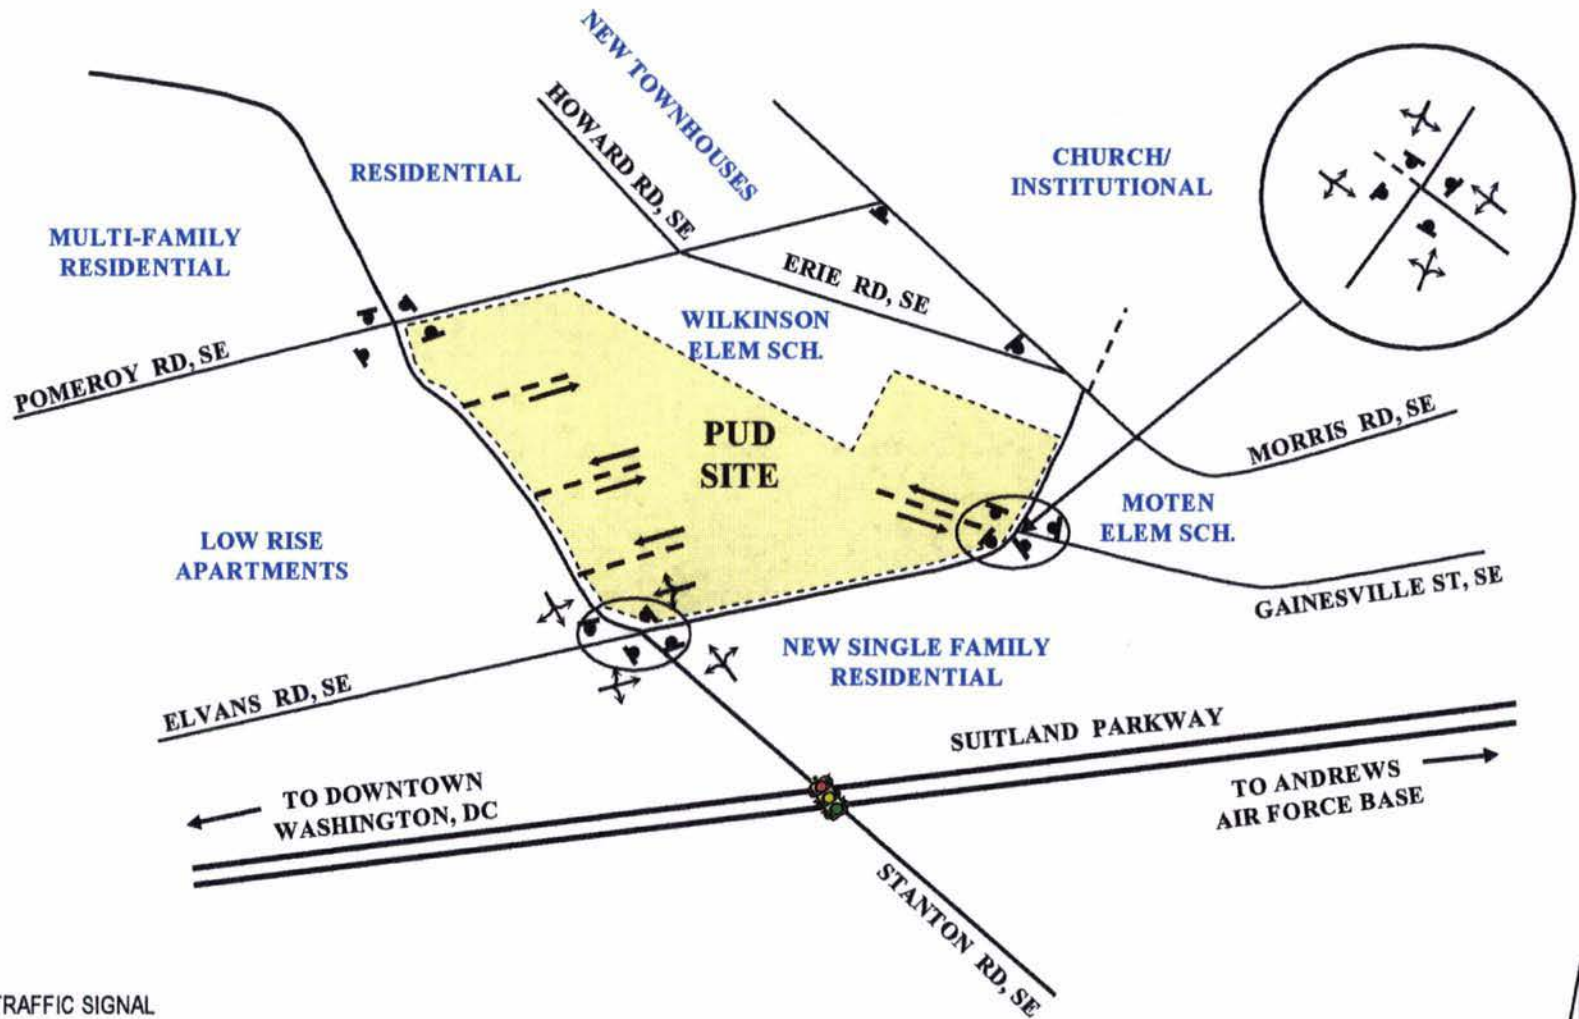 NEW TOWNHOUSES
HOWARD RD, SE
RESIDENTIAL
CHURCH/
INSTITUTIONAL
MULTI-FAMILY
RESIDENTIAL
ERIE RD, SE
WILKINSON
ELEM SCH.
POMEROY RD, SE
PUD
SITE
MORRIS RD, SE
MOTEN
ELEM SCH.
LOW RISE
APARTMENTS
GAINESVILLE ST, SE
NEW SINGLE FAMILY
RESIDENTIAL
ELVANS RD, SE
SUITLAND PARKWAY
TO DOWNTOWN
WASHINGTON, DC
TO ANDREWS
AIR FORCE BASE
STANTON RD, SE
TRAFFIC SIGNAL